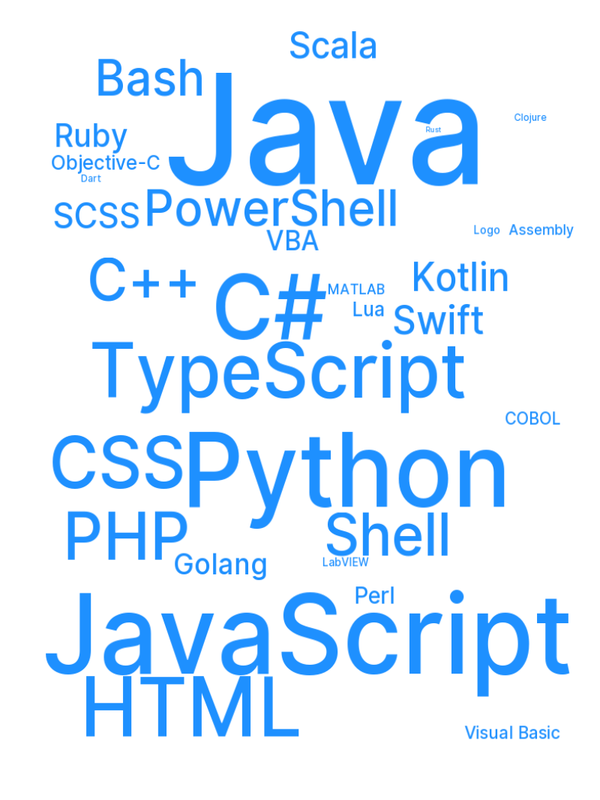 Scala
Bash
Java
Clojure
Rust
Ruby
Objective-C
Dart
SCSS
PowerShell
Logo
Assembly
VBA
C++
C#
MATLAB
Kotlin
Lua
Swift
TypeScript
COBOL
CSS
Python
PHP
Shell
Golang
LabVIEW
Perl
JavaScript
HTML
Visual Basic